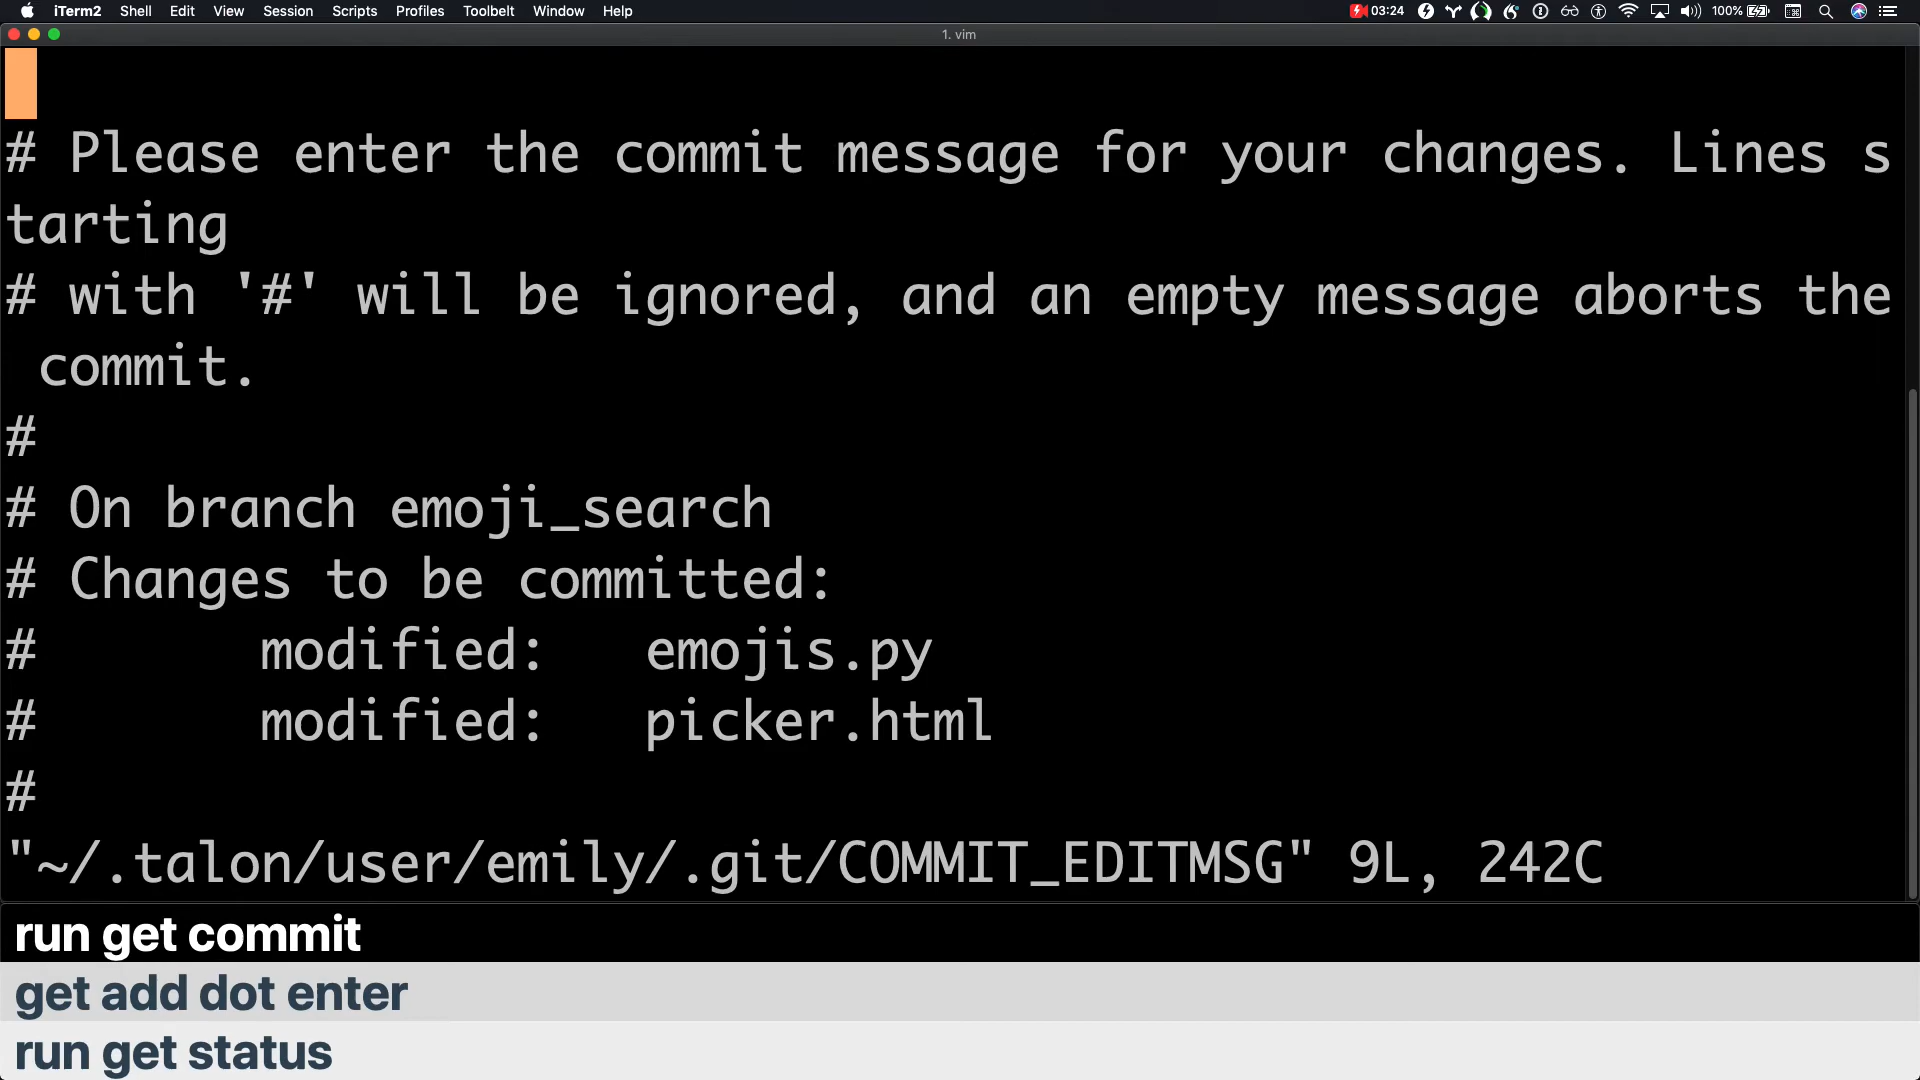 iTerm2 Shell Edit View Session Scripts Profiles Toolbelt Window Help 03:24 100%
1. vim
# Please enter the commit message for your changes. Lines s
tarting
# with '#' will be ignored, and an empty message aborts the
 commit.
#
# On branch emoji_search
# Changes to be committed:
#       modified:   emojis.py
#       modified:   picker.html
#
"~/.talon/user/emily/.git/COMMIT_EDITMSG" 9L, 242C
run get commit
get add dot enter
run get status